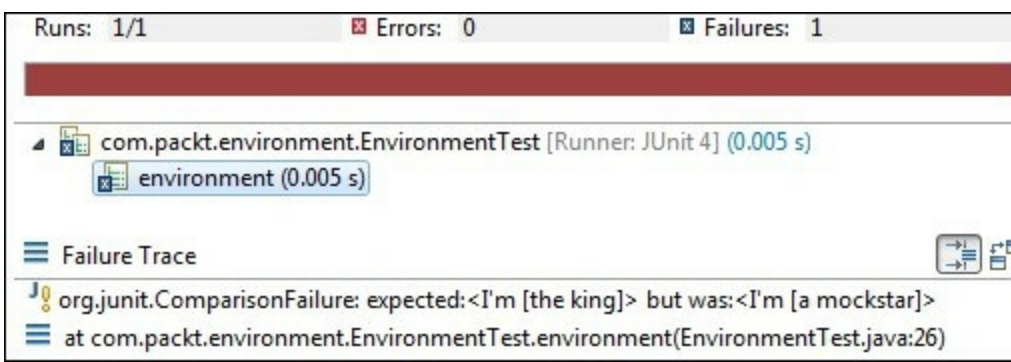 Runs: 1/1 Errors: 0 Failures: 1
com.packt.environment.EnvironmentTest [Runner: JUnit 4] (0.005 s)
environment (0.005 s)
Failure Trace
org.junit.ComparisonFailure: expected:<I'm [the king]> but was:<I'm [a mockstar]>
at com.packt.environment.EnvironmentTest.environment(EnvironmentTest.java:26)